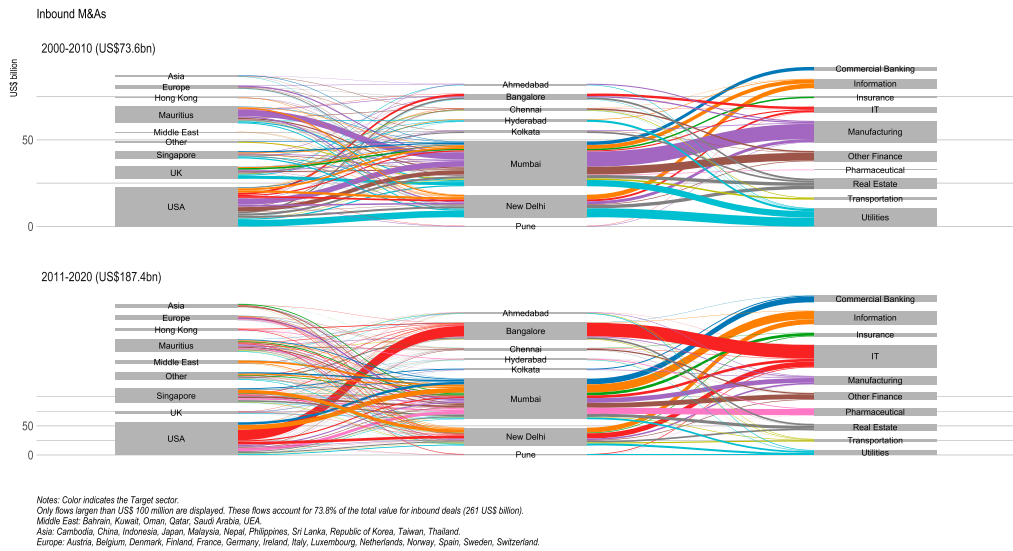 Inbound M&As
2000-2010 (US$73.6bn)
US$ billion
50
0
Asia
Europe
Hong Kong
Mauritius
Middle East
Other
Singapore
UK
USA
Ahmedabad
Bangalore
Chennai
Hyderabad
Kolkata
Mumbai
New Delhi
Pune
Commercial Banking
Information
Insurance
IT
Manufacturing
Other Finance
Pharmaceutical
Real Estate
Transportation
Utilities
2011-2020 (US$187.4bn)
50
0
Asia
Europe
Hong Kong
Mauritius
Middle East
Other
Singapore
UK
USA
Ahmedabad
Bangalore
Chennai
Hyderabad
Kolkata
Mumbai
New Delhi
Pune
Commercial Banking
Information
Insurance
IT
Manufacturing
Other Finance
Pharmaceutical
Real Estate
Transportation
Utilities
Notes: Color indicates the Target sector.
Only flows largen than US$ 100 million are displayed. These flows account for 73.8% of the total value for inbound deals (261 US$ billion).
Middle East: Bahrain, Kuwait, Oman, Qatar, Saudi Arabia, UEA.
Asia: Cambodia, China, Indonesia, Japan, Malaysia, Nepal, Philippines, Sri Lanka, Republic of Korea, Taiwan, Thailand.
Europe: Austria, Belgium, Denmark, Finland, France, Germany, Ireland, Italy, Luxembourg, Netherlands, Norway, Spain, Sweden, Switzerland.